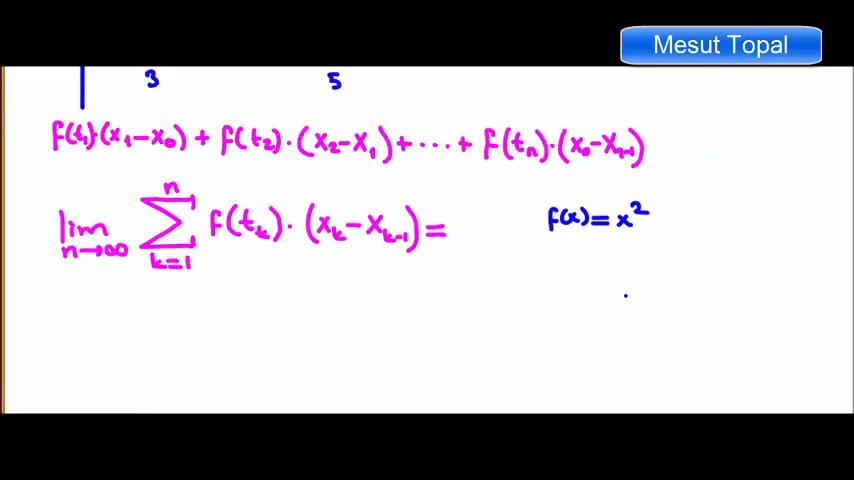 Mesut Topal
3 5
f(t₁)·(x₁-x₀) + f(t₂)·(x₂-x₁) + ··· + f(tₙ)·(xₙ-xₙ₋₁)
lim n→∞ n ∑ k=1 f(tₖ)·(xₖ-xₖ₋₁) = f(x) = x²